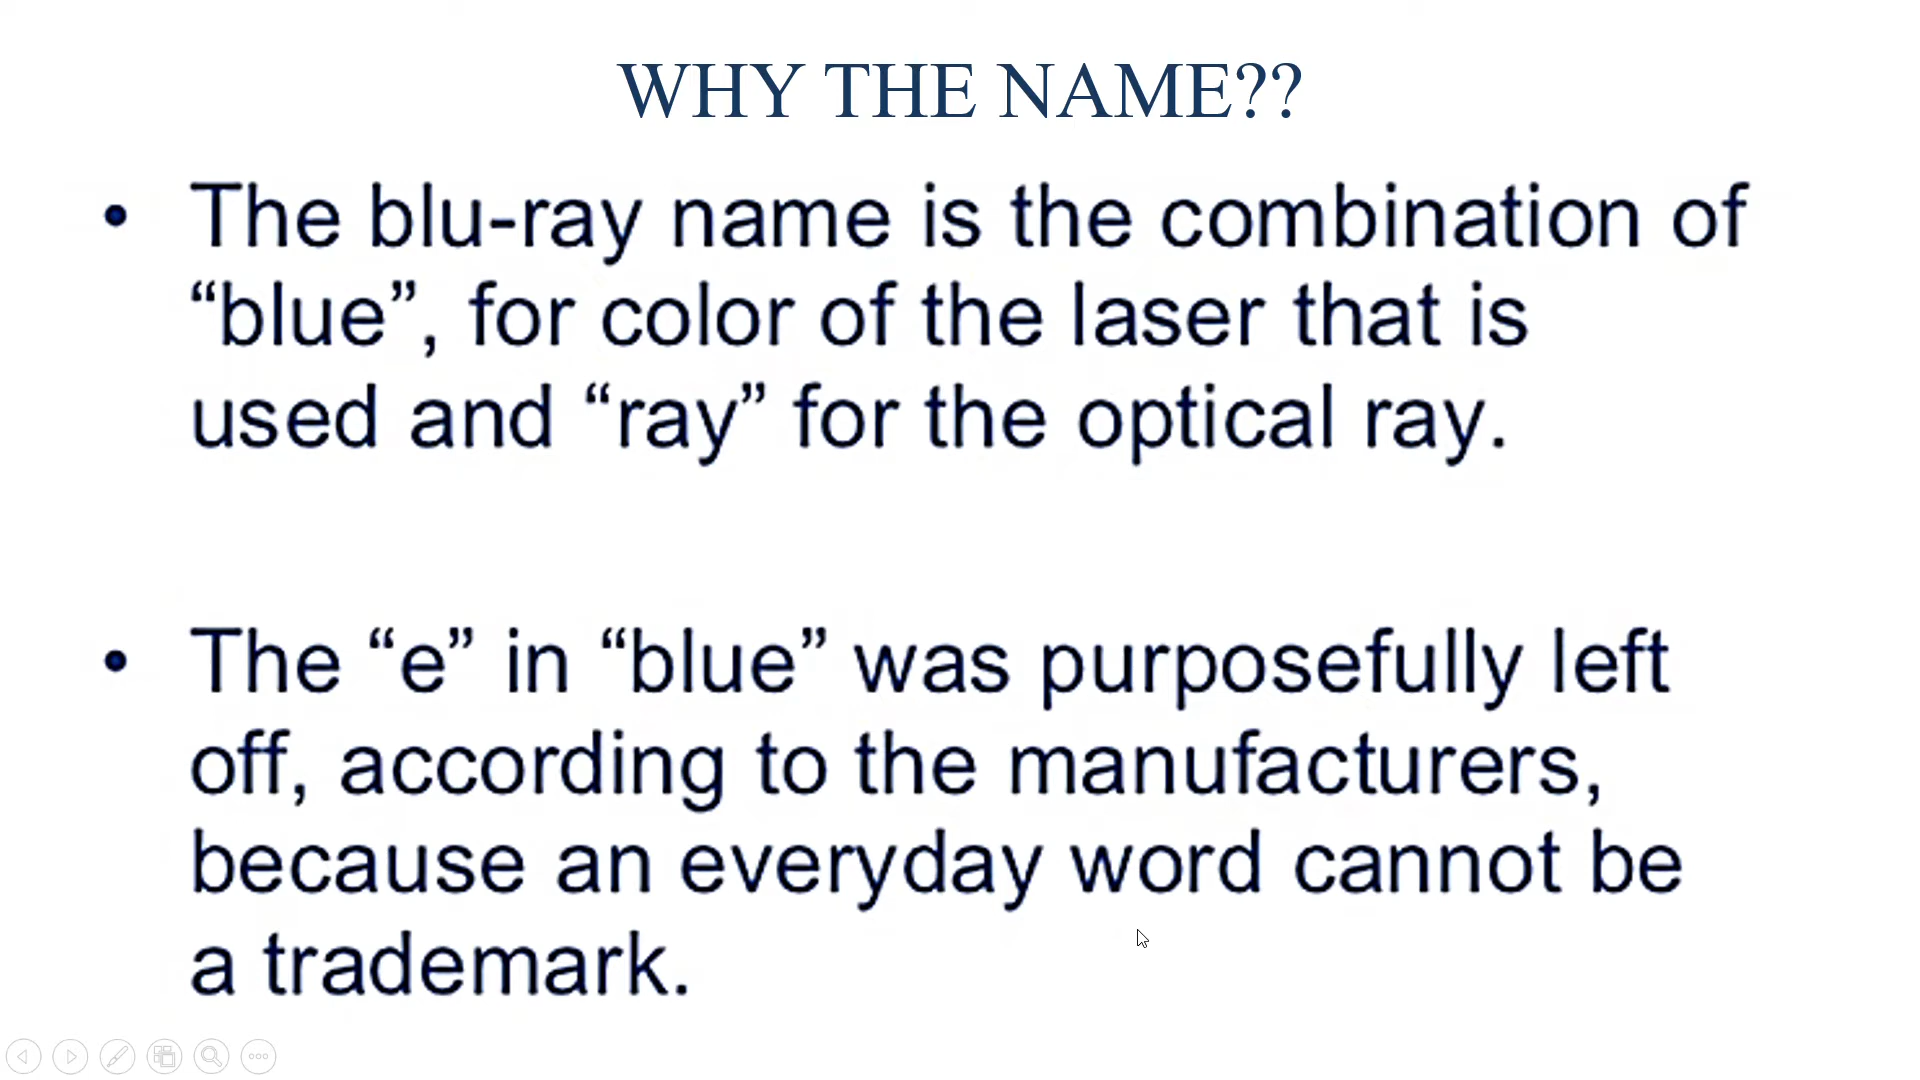 WHY THE NAME??
• The blu-ray name is the combination of
“blue”, for color of the laser that is
used and “ray” for the optical ray.
• The “e” in “blue” was purposefully left
off, according to the manufacturers,
because an everyday word cannot be
a trademark.